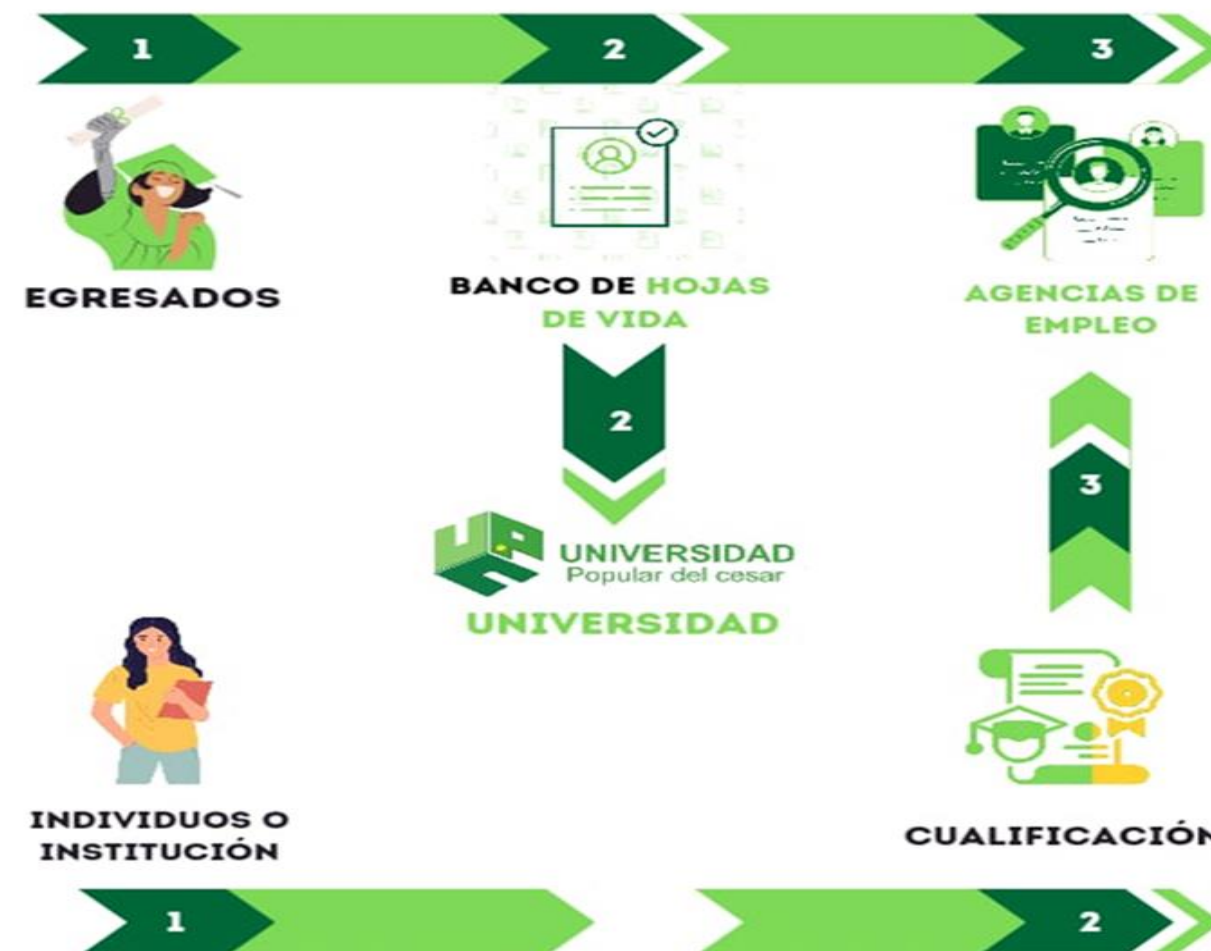 1
2
3
EGRESADOS
BANCO DE HOJAS
DE VIDA
AGENCIAS DE
EMPLEO
2
3
UNIVERSIDAD
Popular del cesar
UNIVERSIDAD
INDIVIDUOS O
INSTITUCIÓN
CUALIFICACIÓN
1
2